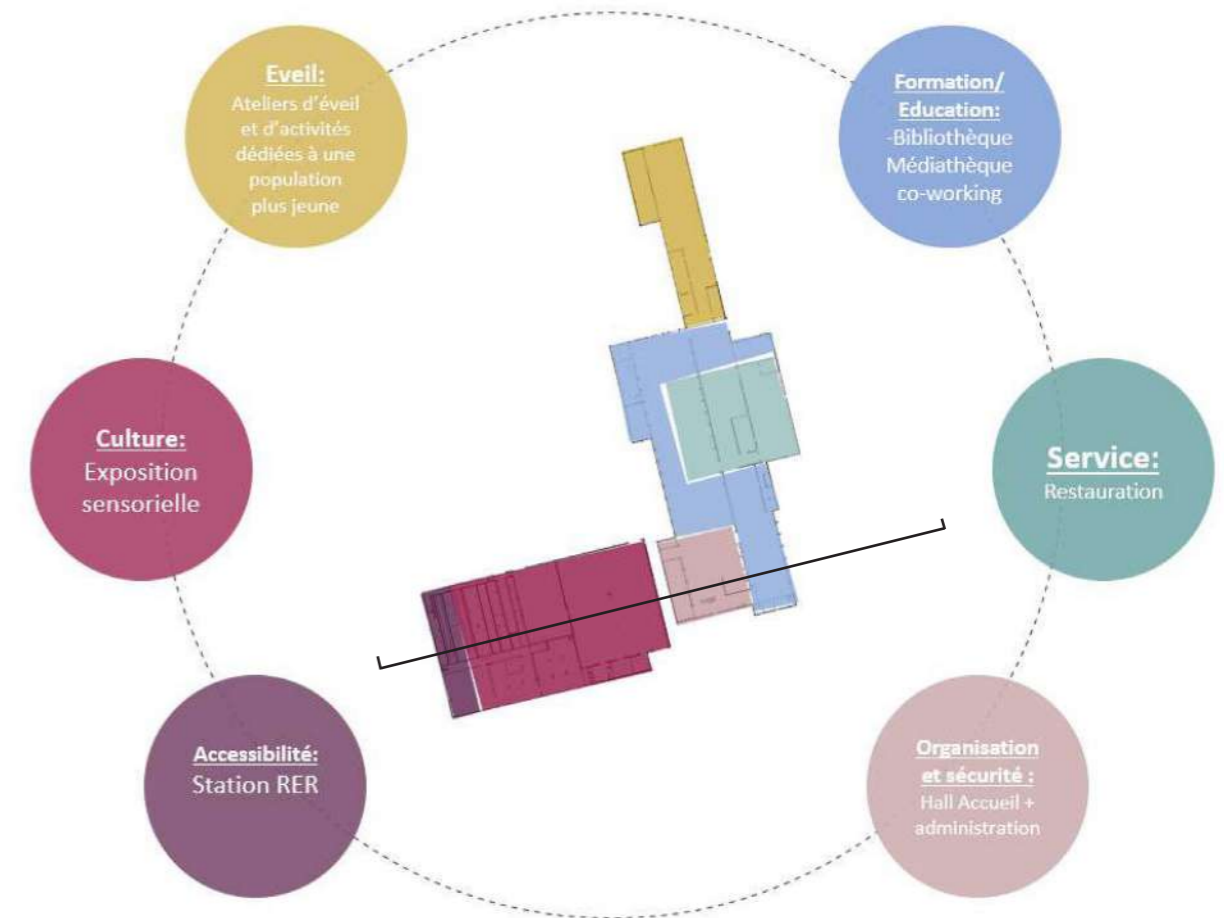 Eveil:
Ateliers d'éveil
et d'activités
dédiées à une
population
plus jeune
Formation/
Education:
-Bibliothèque
Médiathèque
co-working
Culture:
Exposition
sensorielle
Service:
Restauration
Accessibilité:
Station RER
Organisation
et sécurité :
Hall Accueil +
administration